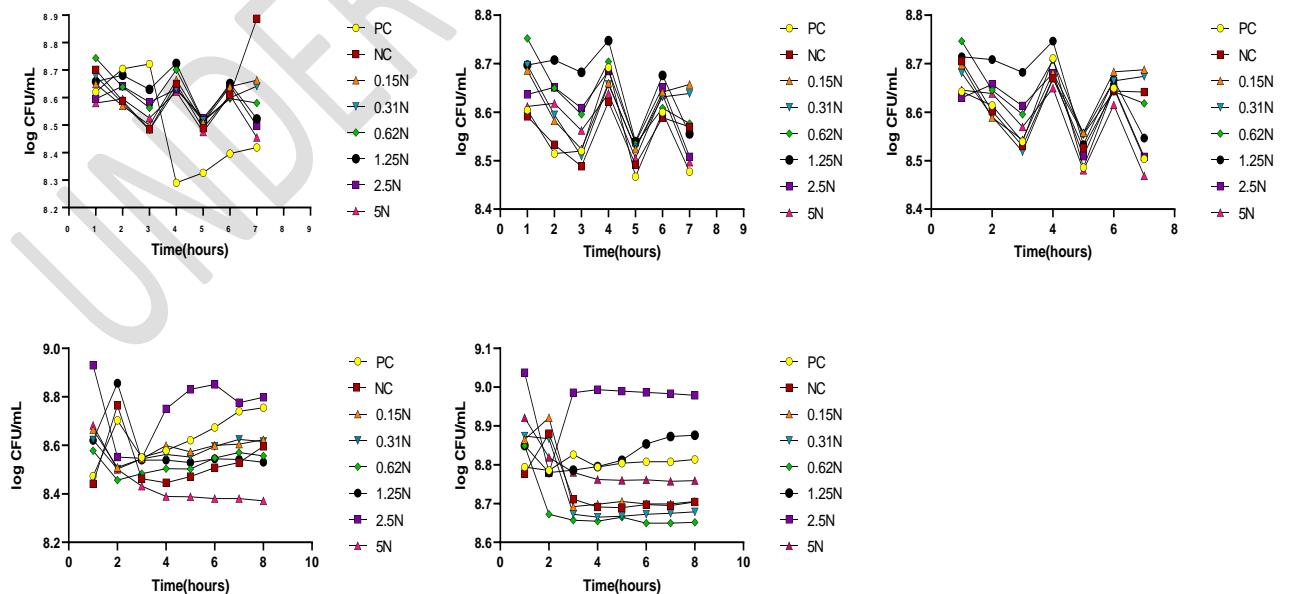 8.9
8.8
8.7
8.6
8.5
8.4
8.3
8.2
log CFU/mL
0 1 2 3 4 5 6 7 8 9
Time(hours)
PC
NC
0.15N
0.31N
0.62N
1.25N
2.5N
5N
8.8
8.7
8.6
8.5
8.4
log CFU/mL
0 1 2 3 4 5 6 7 8 9
Time(hours)
PC
NC
0.15N
0.31N
0.62N
1.25N
2.5N
5N
8.8
8.7
8.6
8.5
8.4
log CFU/mL
0 2 4 6 8
Time(hours)
PC
NC
0.15N
0.31N
0.62N
1.25N
2.5N
5N
9.0
8.8
8.6
8.4
8.2
log CFU/mL
0 2 4 6 8 10
Time(hours)
PC
NC
0.15N
0.31N
0.62N
1.25N
2.5N
5N
9.1
9.0
8.9
8.8
8.7
8.6
log CFU/mL
0 2 4 6 8 10
Time(hours)
PC
NC
0.15N
0.31N
0.62N
1.25N
2.5N
5N
UNDER